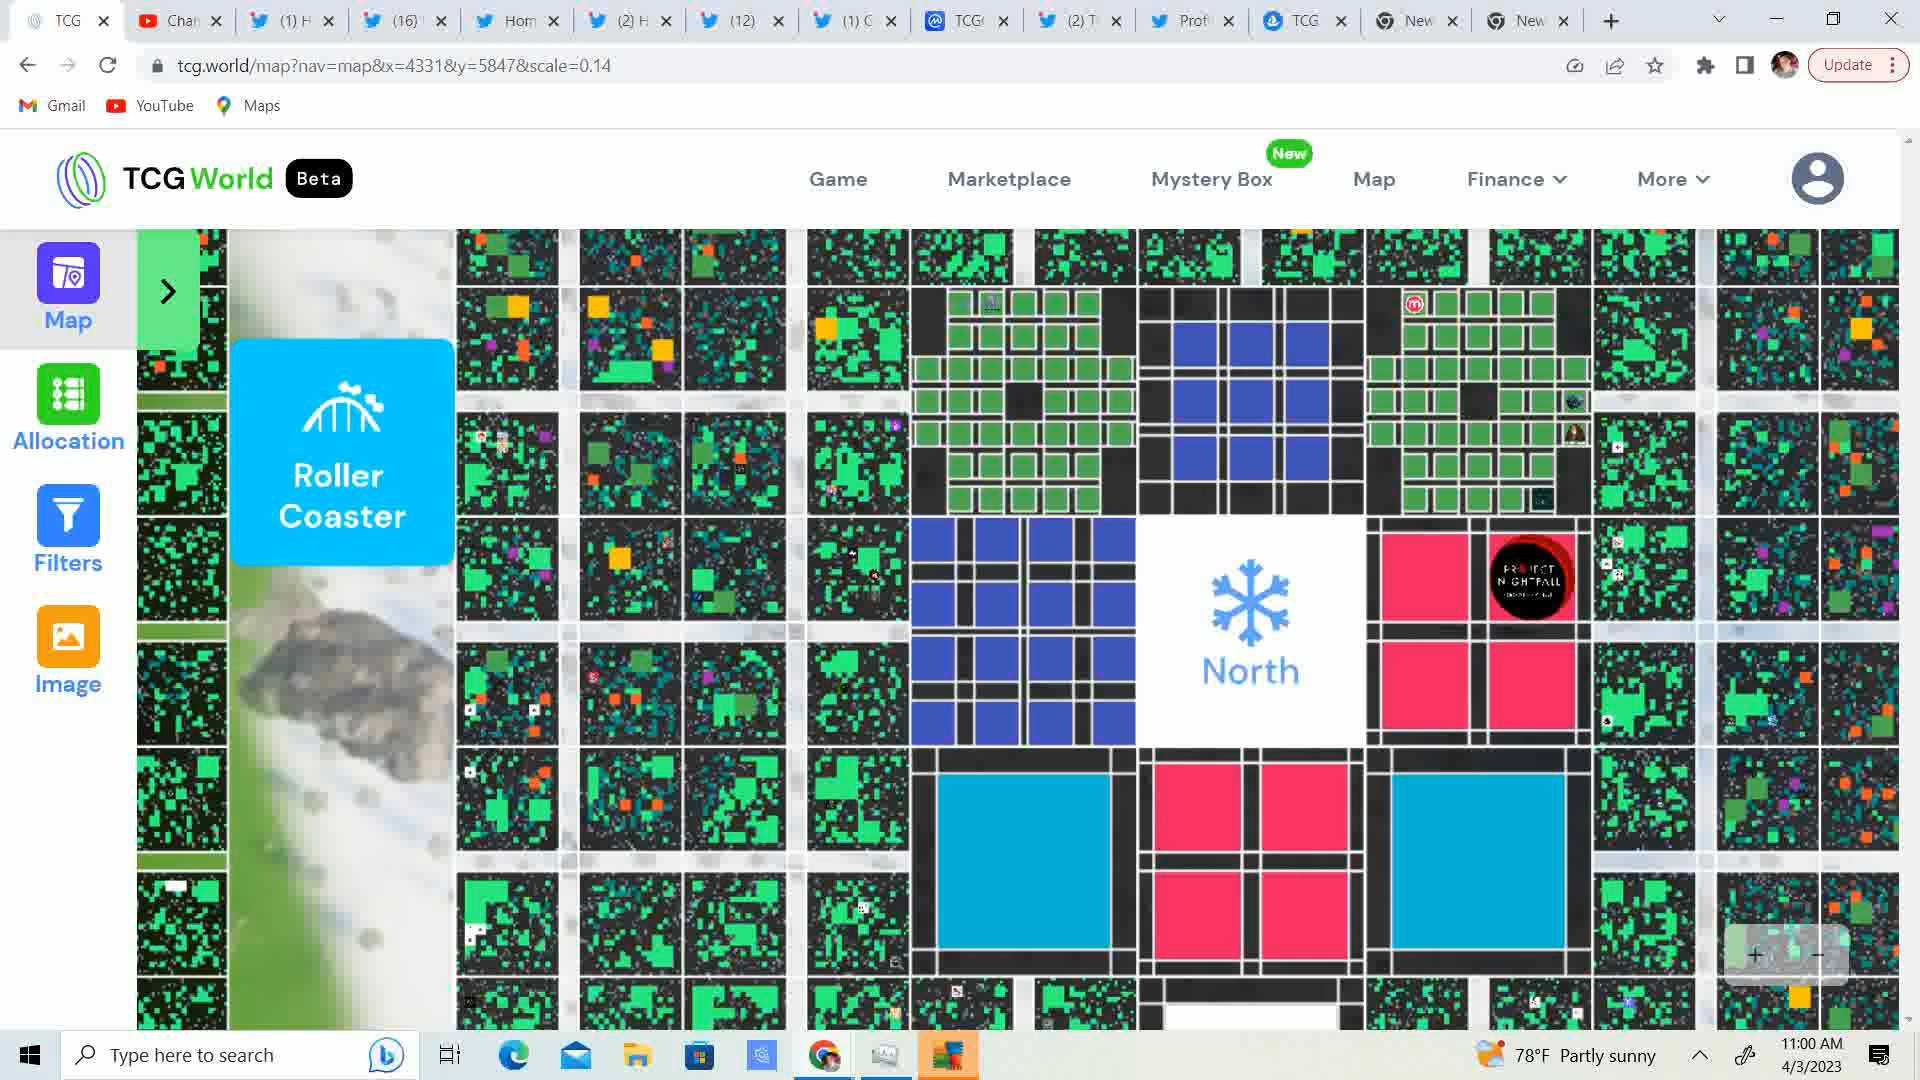 TCG
Cha
(1) H
(16)
Hom
(2) H
(12)
(1) G
TCG
(2) T
Prof
TCG
New
New
tcg.world/map?nav=map&x=4331&y=5847&scale=0.14
Update
Gmail
YouTube
Maps
TCG World
Beta
Game
Marketplace
Mystery Box
New
Map
Finance
More
Map
Allocation
Filters
Image
Roller
Coaster
North
PROJECT
NIGHTFALL
Type here to search
78°F Partly sunny
11:00 AM
4/3/2023